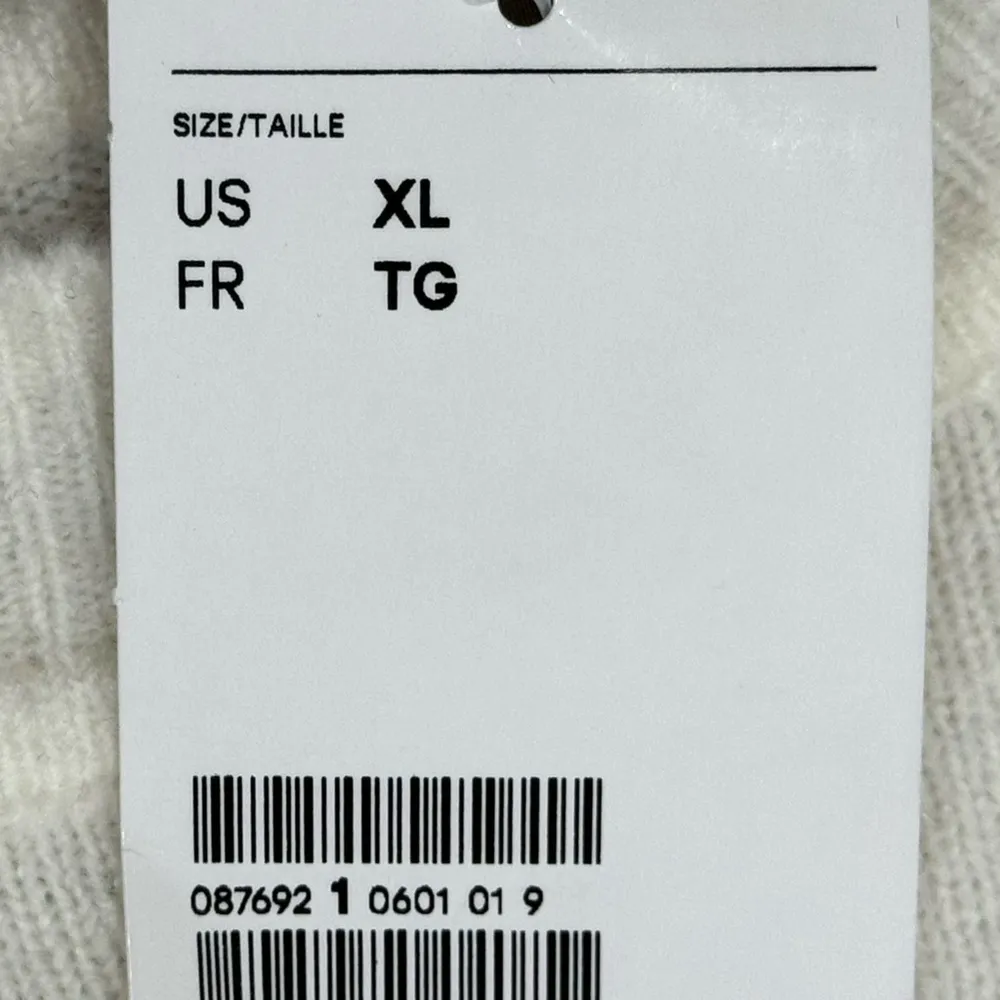 SIZE/TAILLE
US XL
FR TG
087692 1 0601 01 9